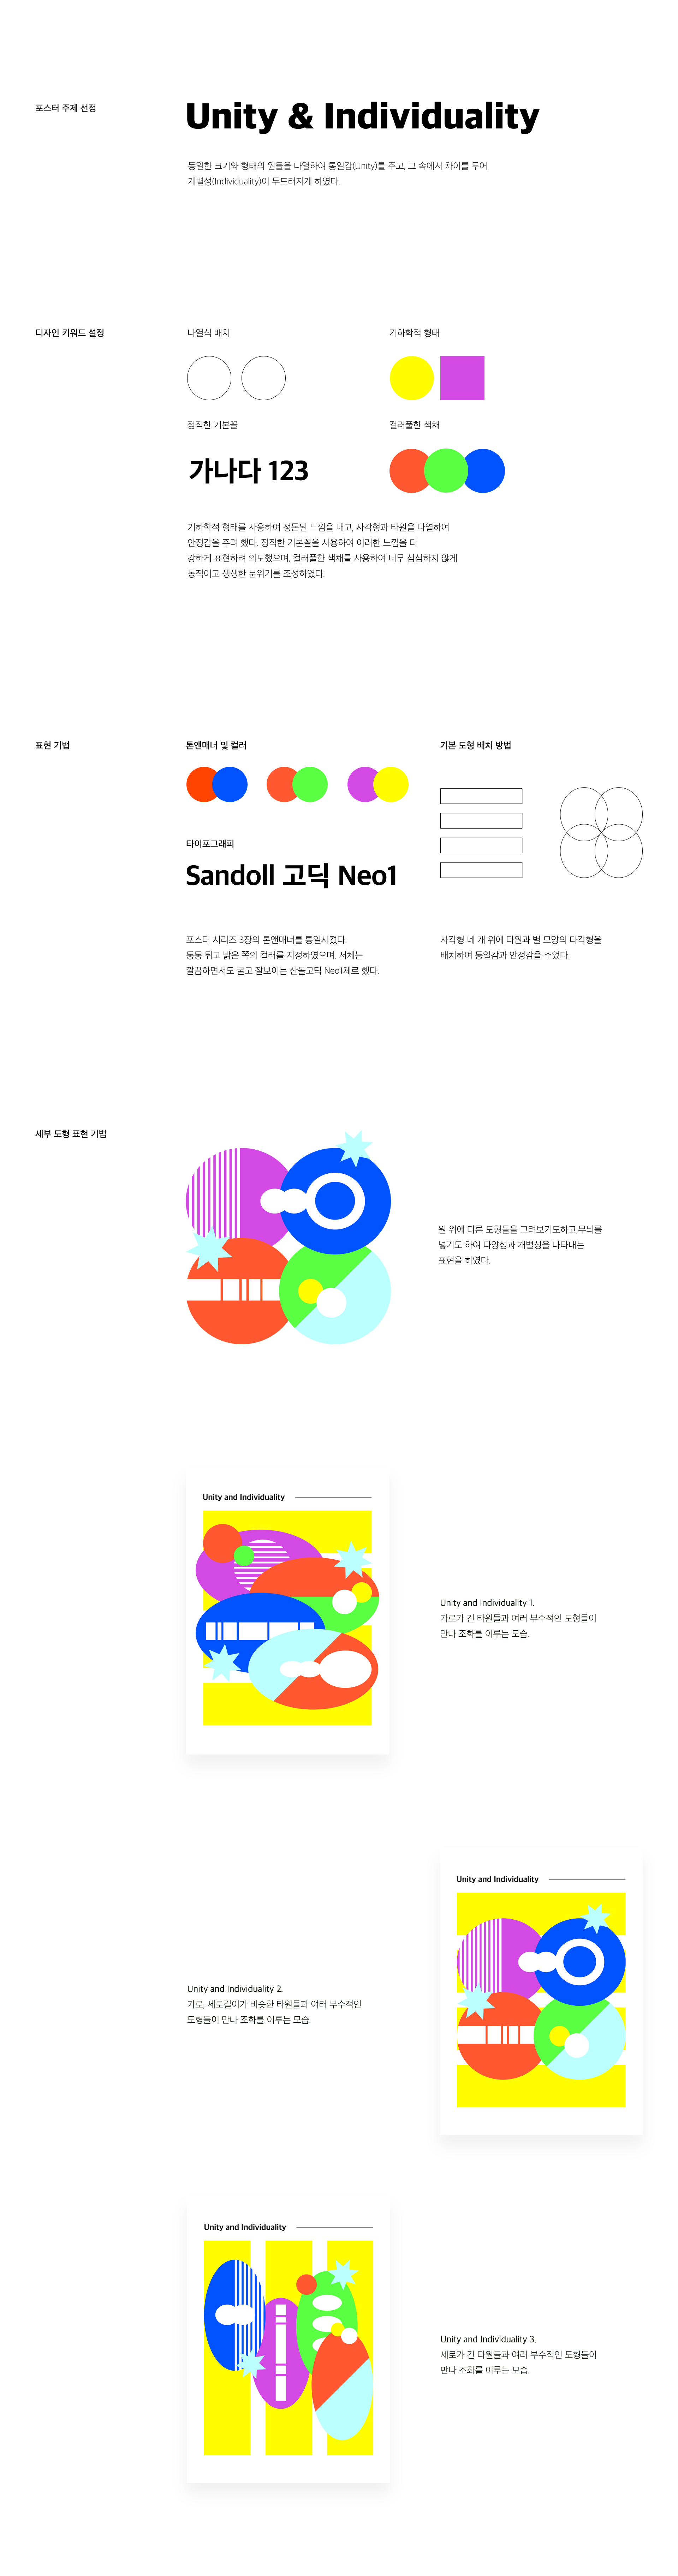 포스터 주제 선정
Unity & Individuality
동일한 크기와 형태의 원들을 나열하여 통일감(Unity)를 주고, 그 속에서 차이를 두어
개별성(Individuality)이 두드러지게 하였다.
디자인 키워드 설정
나열식 배치
기하학적 형태
정직한 기본꼴
컬러풀한 색채
가나다 123
기하학적 형태를 사용하여 정돈된 느낌을 내고, 사각형과 타원을 나열하여
안정감을 주려 했다. 정직한 기본꼴을 사용하여 이러한 느낌을 더
강하게 표현하려 의도했으며, 컬러풀한 색채를 사용하여 너무 심심하지 않게
동적이고 생생한 분위기를 조성하였다.
표현 기법
톤앤매너 및 컬러
기본 도형 배치 방법
타이포그래피
Sandoll 고딕 Neo1
포스터 시리즈 3장의 톤앤매너를 통일시켰다.
통통 튀고 밝은 쪽의 컬러를 지정하였으며, 서체는
깔끔하면서도 굵고 잘보이는 산돌고딕 Neo1체로 했다.
사각형 네 개 위에 타원과 별 모양의 다각형을
배치하여 통일감과 안정감을 주었다.
세부 도형 표현 기법
원 위에 다른 도형들을 그려보기도하고,무늬를
넣기도 하여 다양성과 개별성을 나타내는
표현을 하였다.
Unity and Individuality
Unity and Individuality 1.
가로가 긴 타원들과 여러 부수적인 도형들이
만나 조화를 이루는 모습.
Unity and Individuality
Unity and Individuality 2.
가로, 세로길이가 비슷한 타원들과 여러 부수적인
도형들이 만나 조화를 이루는 모습.
Unity and Individuality
Unity and Individuality 3.
세로가 긴 타원들과 여러 부수적인 도형들이
만나 조화를 이루는 모습.